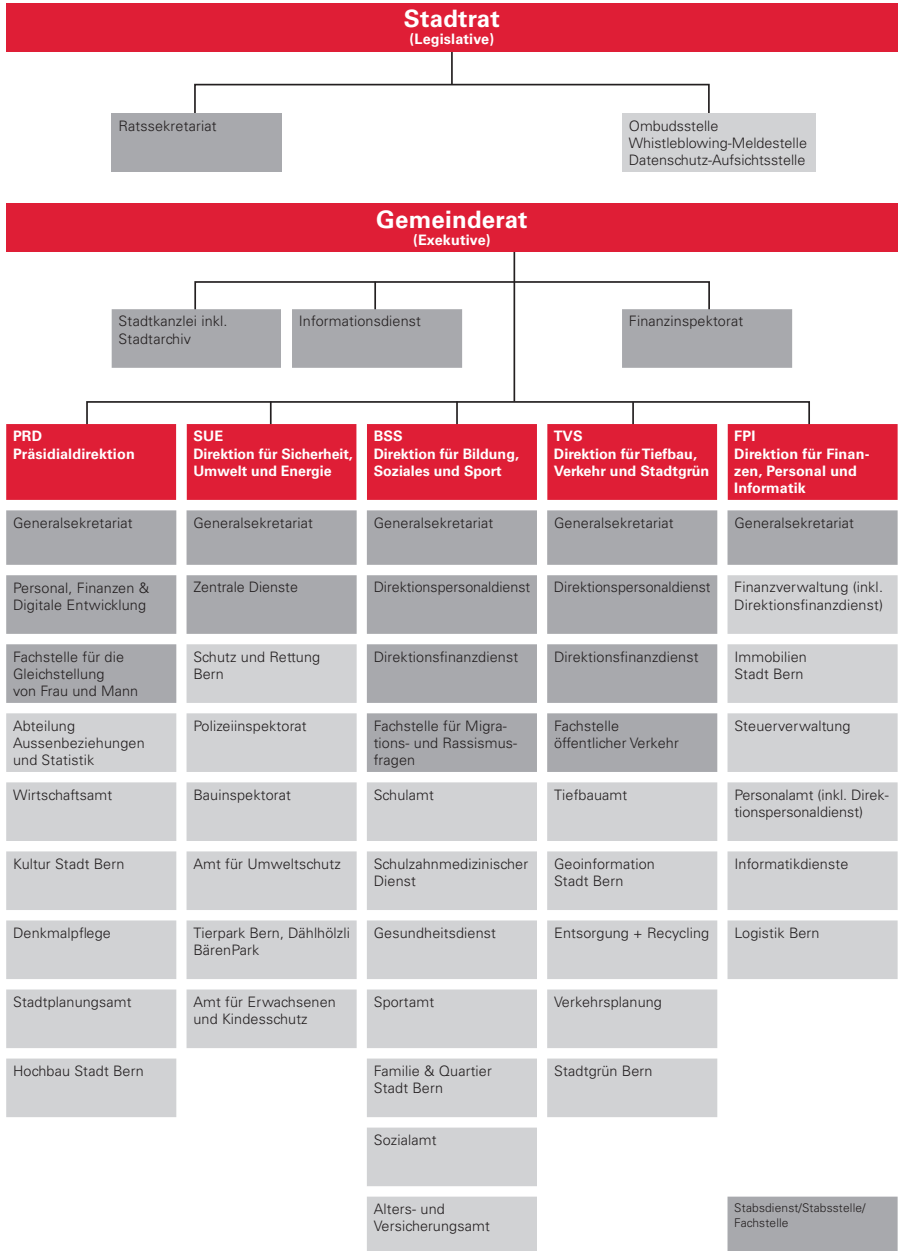 Stadtrat
(Legislative)
Ratssekretariat
Ombudsstelle
Whistleblowing-Meldestelle
Datenschutz-Aufsichtsstelle
Gemeinderat
(Exekutive)
Stadtkanzlei inkl.
Stadtarchiv
Informationsdienst
Finanzinspektorat
PRD
Präsidialdirektion
Generalsekretariat
Personal, Finanzen &
Digitale Entwicklung
Fachstelle für die
Gleichstellung
von Frau und Mann
Abteilung
Aussenbeziehungen
und Statistik
Wirtschaftsamt
Kultur Stadt Bern
Denkmalpflege
Stadtplanungsamt
Hochbau Stadt Bern
SUE
Direktion für Sicherheit,
Umwelt und Energie
Generalsekretariat
Zentrale Dienste
Schutz und Rettung
Bern
Polizeiinspektorat
Bauinspektorat
Amt für Umweltschutz
Tierpark Bern, Dählhölzli
BärenPark
Amt für Erwachsenen
und Kindesschutz
BSS
Direktion für Bildung,
Soziales und Sport
Generalsekretariat
Direktionspersonaldienst
Direktionsfinanzdienst
Fachstelle für Migra-
tions- und Rassismus-
fragen
Schulamt
Schulzahnmedizinischer
Dienst
Gesundheitsdienst
Sportamt
Familie & Quartier
Stadt Bern
Sozialamt
Alters- und
Versicherungsamt
TVS
Direktion für Tiefbau,
Verkehr und Stadtgrün
Generalsekretariat
Direktionspersonaldienst
Direktionsfinanzdienst
Fachstelle
öffentlicher Verkehr
Tiefbauamt
Geoinformation
Stadt Bern
Entsorgung + Recycling
Verkehrsplanung
Stadtgrün Bern
FPI
Direktion für Finan-
zen, Personal und
Informatik
Generalsekretariat
Finanzverwaltung (inkl.
Direktionsfinanzdienst)
Immobilien
Stadt Bern
Steuerverwaltung
Personalamt (inkl. Direk-
tionspersonaldienst)
Informatikdienste
Logistik Bern
Stabsdienst/Stabsstelle/
Fachstelle